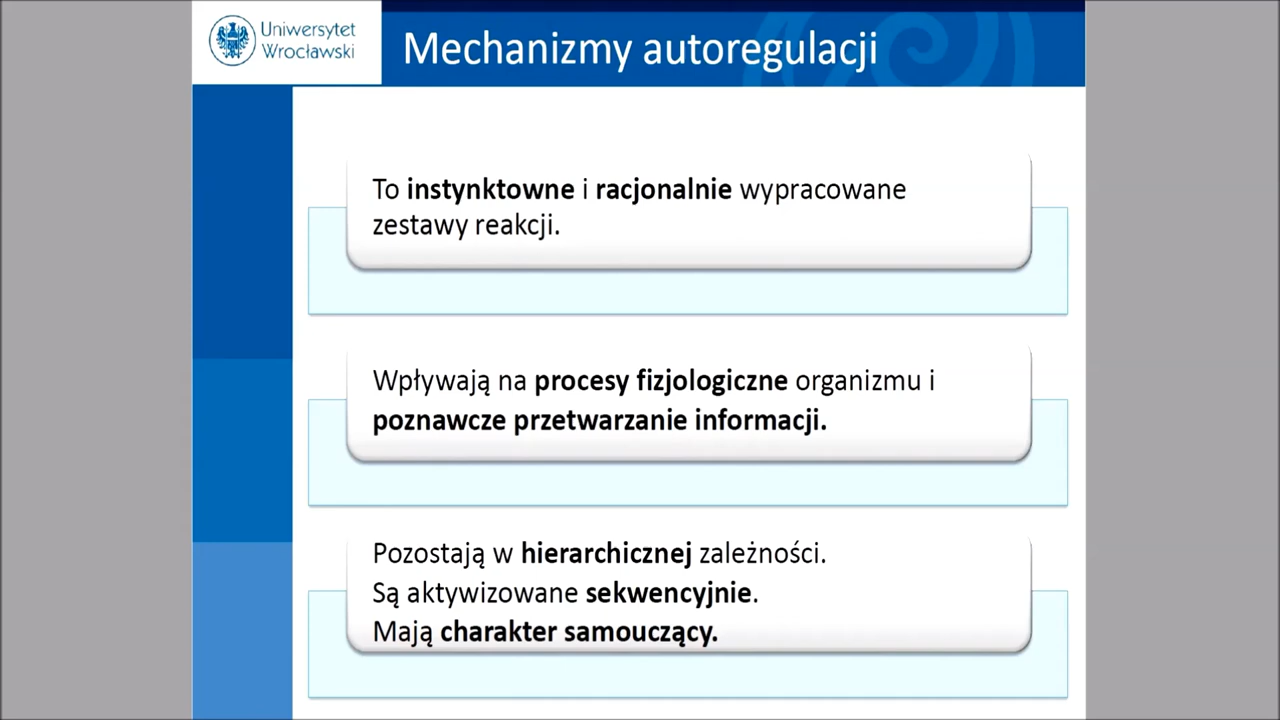 Uniwersytet
Wrocławski
Mechanizmy autoregulacji
To instynktowne i racjonalnie wypracowane
zestawy reakcji.
Wpływają na procesy fizjologiczne organizmu i
poznawcze przetwarzanie informacji.
Pozostają w hierarchicznej zależności.
Są aktywizowane sekwencyjnie.
Mają charakter samouczący.